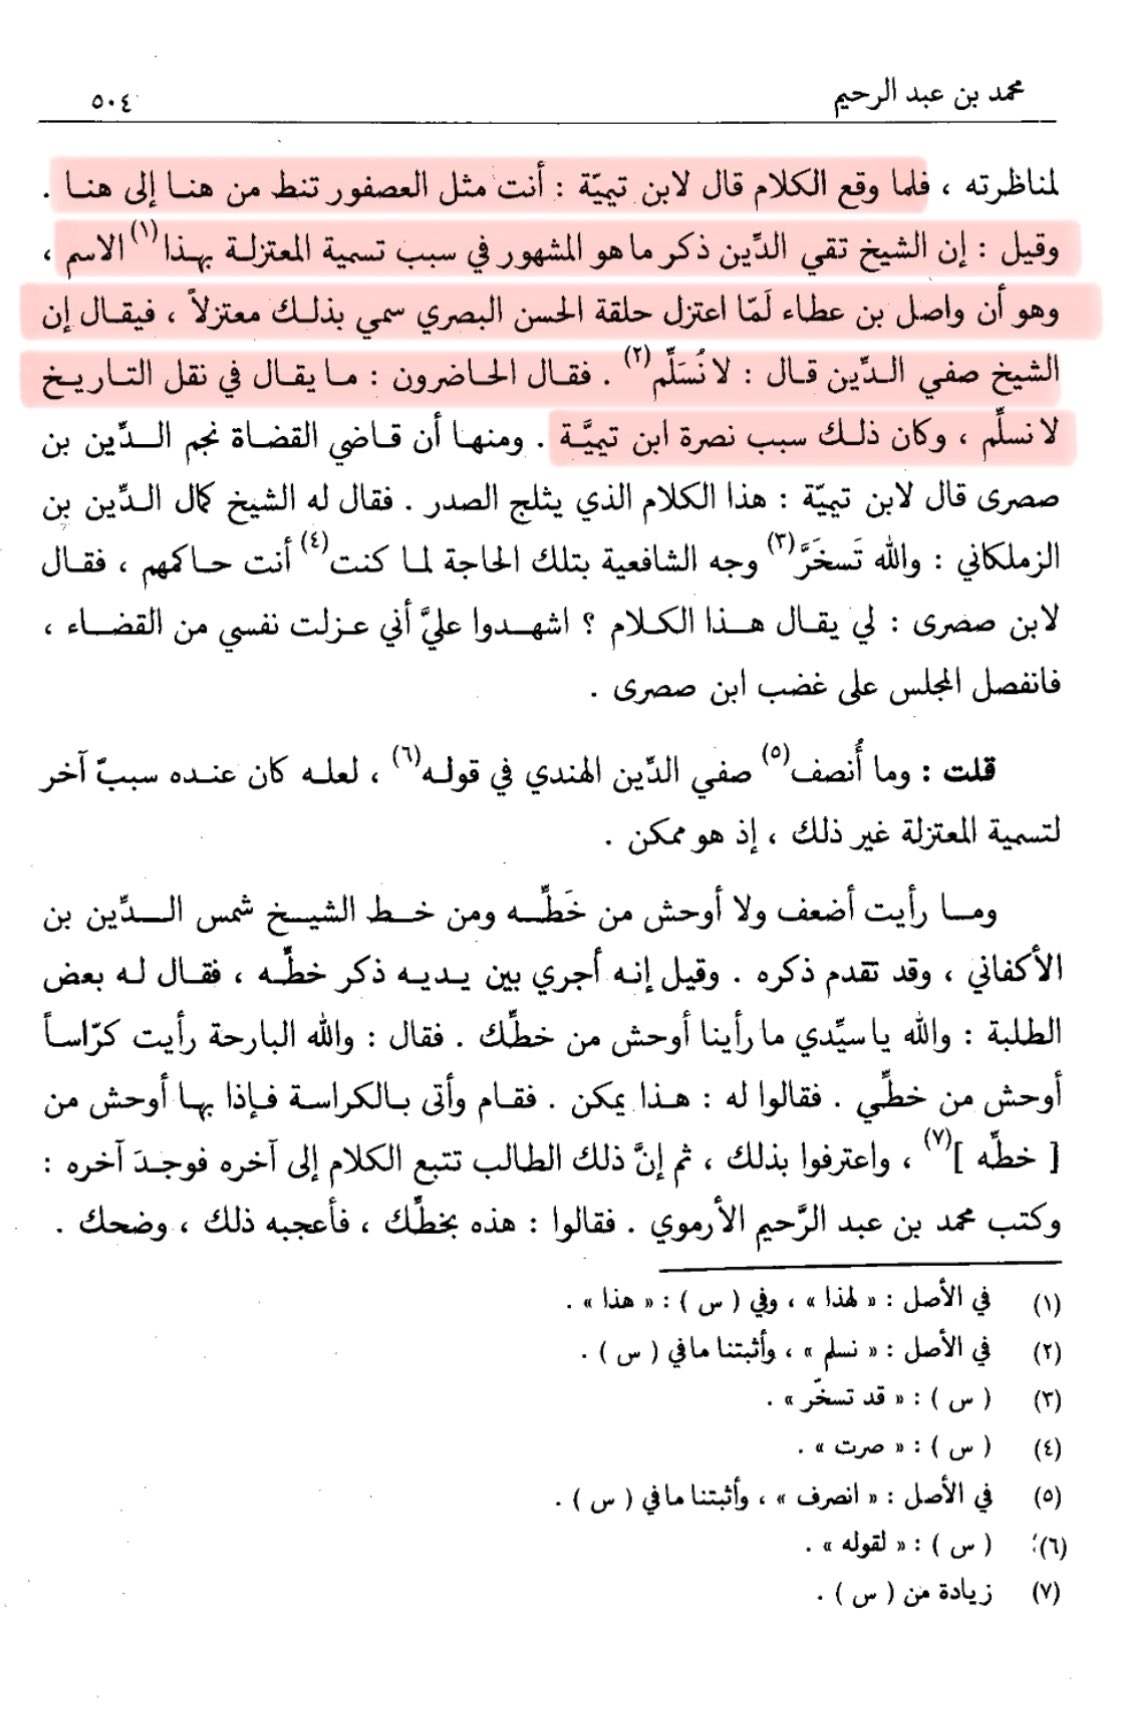 محمد بن عبد الرحيم ٥٠٤
لمناظرته ، فلما وقع الكلام قال لابن تيميّة : أنت مثل العصفور تنط من هنا إلى هنا .
وقيل : إن الشيخ تقي الدِّين ذكر ما هو المشهور في سبب تسمية المعتزلة بهذا(١) الاسم ،
وهو أن واصل بن عطاء لَمّا اعتزل حلقة الحسن البصري سمي بذلك معتزلاً ، فيقال إن
الشيخ صفي الدِّين قال : لا نُسَلِّم(٢) . فقال الحاضرون : ما يقال في نقل التاريخ
لا نسلِّم ، وكان ذلك سبب نصرة ابن تيميَّة . ومنها أن قاضي القضاة نجم الدِّين بن
صصرى قال لابن تيميّة : هذا الكلام الذي يثلج الصدر . فقال له الشيخ كمال الدِّين بن
الزملكاني : والله تَسخَرَّ(٣) وجه الشافعية بتلك الحاجة لما كنت(٤) أنت حاكمهم ، فقال
لابن صصرى : لي يقال هذا الكلام ؟ اشهدوا عليَّ أني عزلت نفسي من القضاء ،
فانفصل المجلس على غضب ابن صصرى .
قلت : وما أُنصف(٥) صفي الدِّين الهندي في قوله(٦) ، لعله كان عنده سببٌ آخر
لتسمية المعتزلة غير ذلك ، إذ هو ممكن .
وما رأيت أضعف ولا أوحش من خَطِّه ومن خط الشيخ شمس الدِّين بن
الأكفاني ، وقد تقدم ذكره . وقيل إنه أجري بين يديه ذكر خطِّه ، فقال له بعض
الطلبة : والله يا سيِّدي ما رأينا أوحش من خطِّك . فقال : والله البارحة رأيت كرّاساً
أوحش من خطِّي . فقالوا له : هذا يمكن . فقام وأتى بالكراسة فإذا بها أوحش من
[ خطِّه ](٧) ، واعترفوا بذلك ، ثم إنَّ ذلك الطالب تتبع الكلام إلى آخره فوجدَ آخره :
وكتب محمد بن عبد الرَّحيم الأرموي . فقالوا : هذه بخطِّك ، فأعجبه ذلك ، وضحك .
(١) في الأصل : « لهذا » ، وفي ( س ) : « هذا » .
(٢) في الأصل : « نسلم » ، وأثبتنا ما في ( س ) .
(٣) ( س ) : « قد تسخّر » .
(٤) ( س ) : « صرت » .
(٥) في الأصل : « انصرف » ، وأثبتنا ما في ( س ) .
(٦) ( س ) : « لقوله » .
(٧) زيادة من ( س ) .